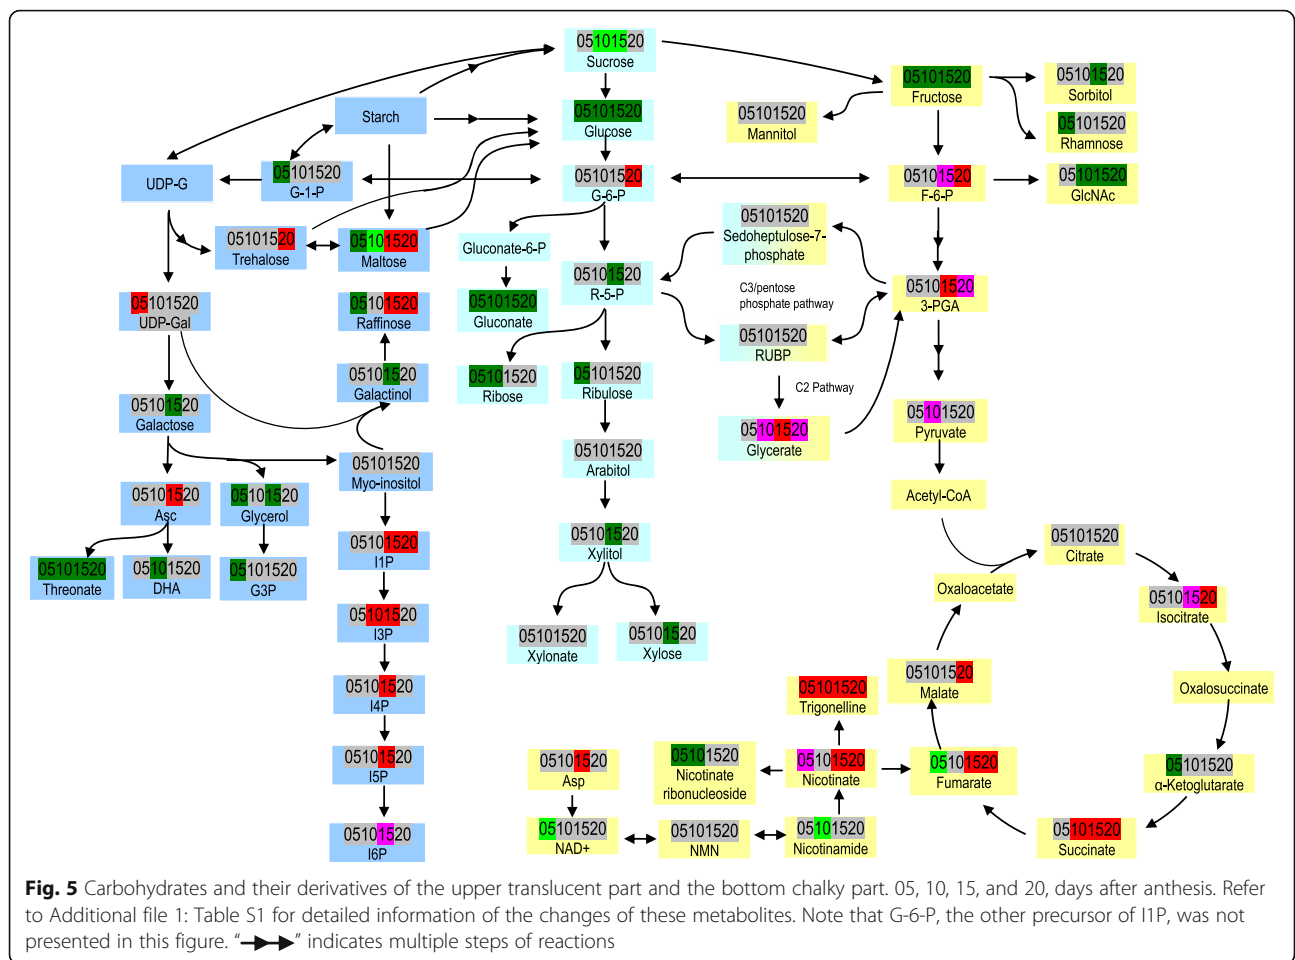 05101520
Sucrose
05101520
Fructose
05101520
Sorbitol
Starch
05101520
Glucose
05101520
Mannitol
05101520
Rhamnose
UDP-G
05101520
G-1-P
05101520
G-6-P
05101520
F-6-P
05101520
GlcNAc
05101520
Trehalose
05101520
Maltose
Gluconate-6-P
05101520
Sedoheptulose-7-
phosphate
05101520
UDP-Gal
05101520
Raffinose
05101520
Gluconate
05101520
R-5-P
C3/pentose
phosphate pathway
05101520
3-PGA
05101520
RUBP
05101520
Galactinol
05101520
Ribose
05101520
Ribulose
C2 Pathway
05101520
Galactose
05101520
Glycerate
05101520
Pyruvate
05101520
Myo-inositol
05101520
Arabitol
05101520
Asc
05101520
Glycerol
Acetyl-CoA
05101520
I1P
05101520
Xylitol
05101520
Citrate
05101520
Threonate
05101520
DHA
05101520
G3P
Oxaloacetate
05101520
Isocitrate
05101520
I3P
05101520
Xylonate
05101520
Xylose
05101520
I4P
05101520
Trigonelline
05101520
Malate
Oxalosuccinate
05101520
I5P
05101520
Asp
05101520
Nicotinate
ribonucleoside
05101520
Nicotinate
05101520
Fumarate
05101520
α-Ketoglutarate
05101520
I6P
05101520
NAD+
05101520
NMN
05101520
Nicotinamide
05101520
Succinate
Fig. 5 Carbohydrates and their derivatives of the upper translucent part and the bottom chalky part. 05, 10, 15, and 20, days after anthesis. Refer
to Additional file 1: Table S1 for detailed information of the changes of these metabolites. Note that G-6-P, the other precursor of I1P, was not
presented in this figure. “→→” indicates multiple steps of reactions